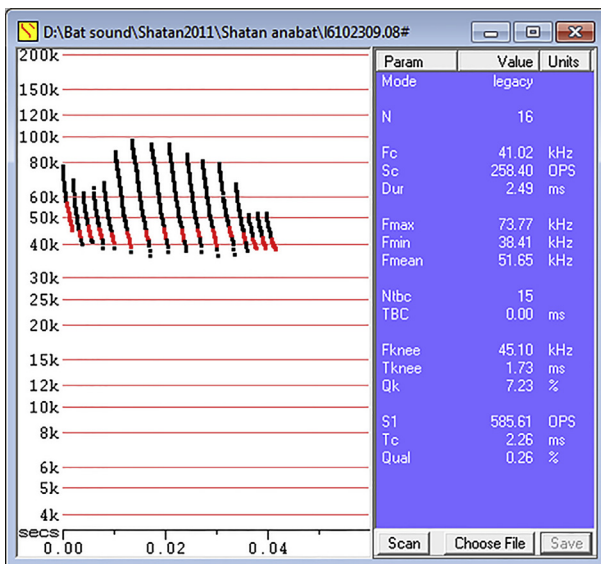 D:\Bat sound\Shatan2011\Shatan anabat\I6102309.08#
200k
150k
120k
100k
80k
60k
50k
40k
30k
25k
20k
15k
12k
10k
8k
6k
5k
4k
secs
0.00 0.02 0.04
Param Value Units
Mode legacy
N 16
Fc 41.02 kHz
Sc 258.40 OPS
Dur 2.49 ms
Fmax 73.77 kHz
Fmin 38.41 kHz
Fmean 51.65 kHz
Ntbc 15
TBC 0.00 ms
Fknee 45.10 kHz
Tknee 1.73 ms
Qk 7.23 %
S1 585.61 OPS
Tc 2.26 ms
Qual 0.26 %
Scan Choose File Save